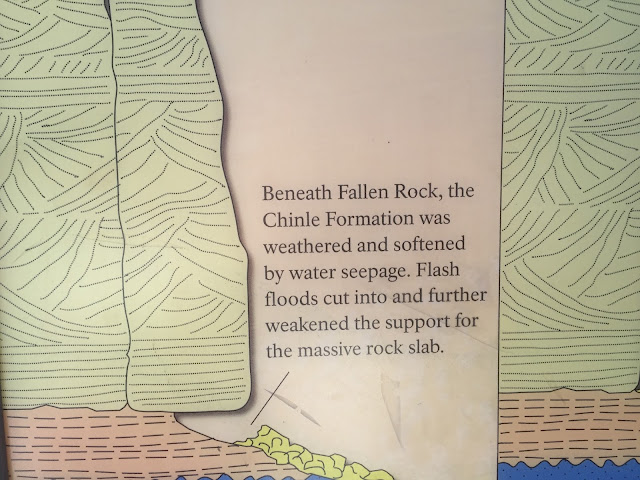 Beneath Fallen Rock, the
Chinle Formation was
weathered and softened
by water seepage. Flash
floods cut into and further
weakened the support for
the massive rock slab.